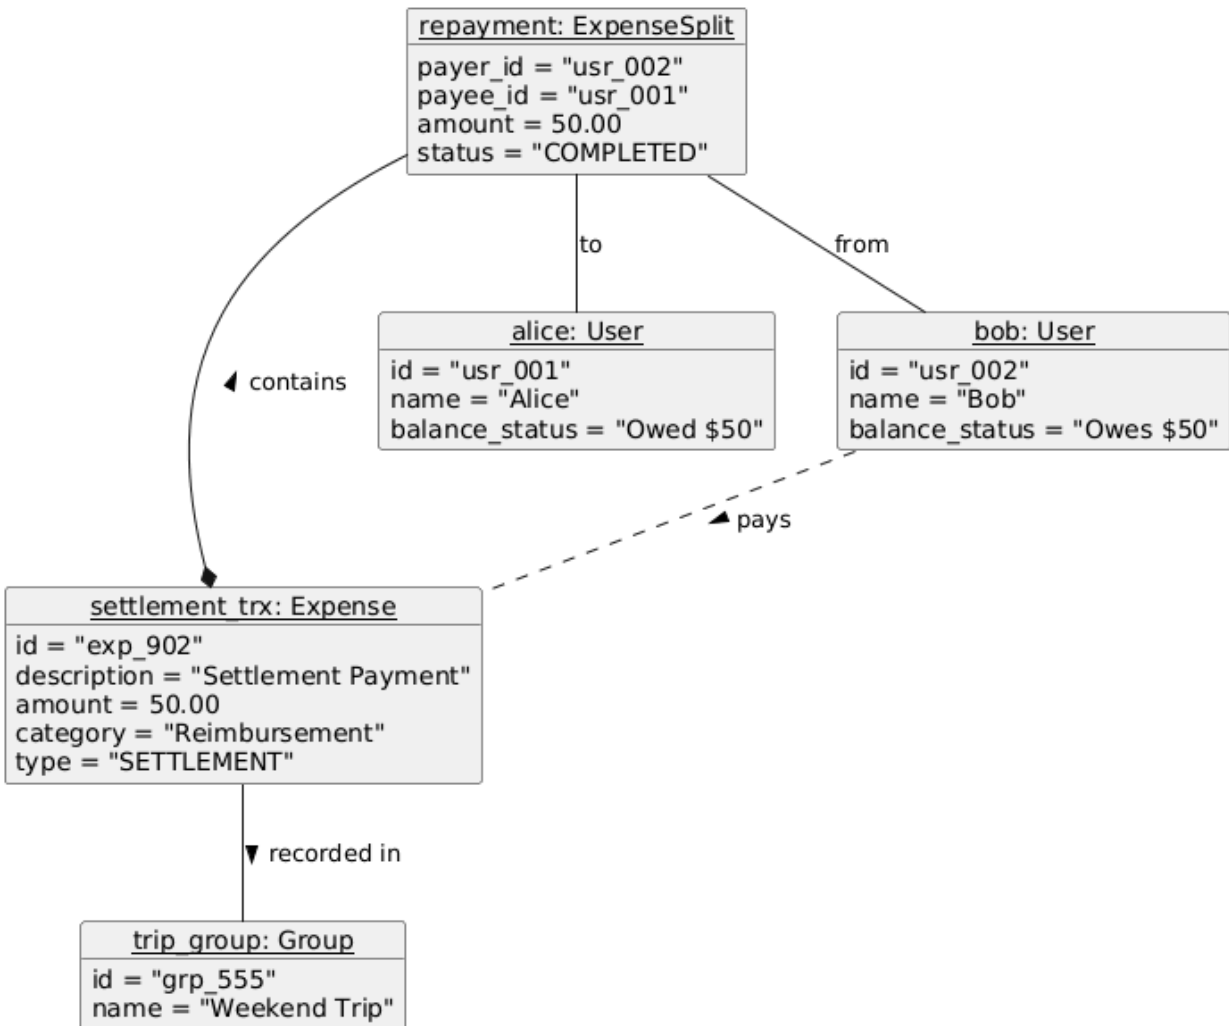 repayment: ExpenseSplit
payer_id = "usr_002"
payee_id = "usr_001"
amount = 50.00
status = "COMPLETED"
to
from
alice: User
id = "usr_001"
name = "Alice"
balance_status = "Owed $50"
bob: User
id = "usr_002"
name = "Bob"
balance_status = "Owes $50"
contains
pays
settlement_trx: Expense
id = "exp_902"
description = "Settlement Payment"
amount = 50.00
category = "Reimbursement"
type = "SETTLEMENT"
recorded in
trip_group: Group
id = "grp_555"
name = "Weekend Trip"